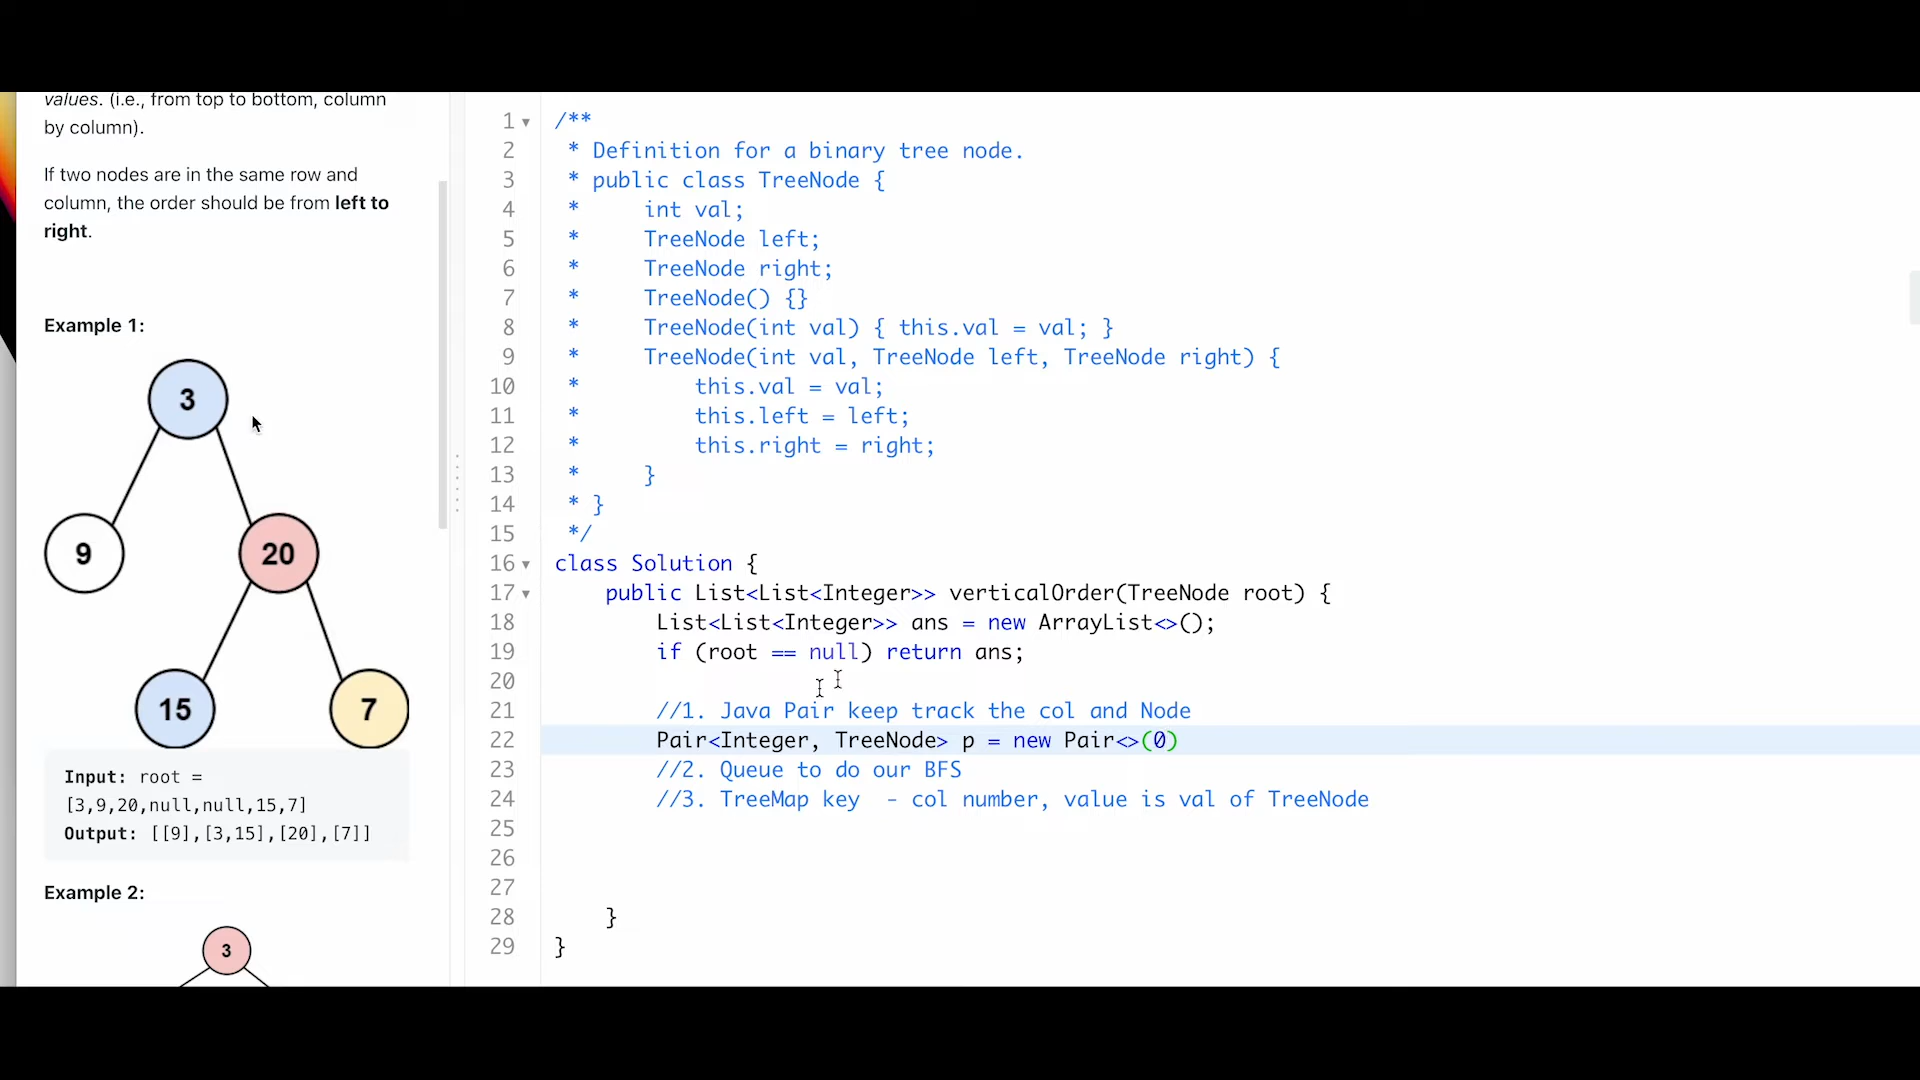 values. (i.e., from top to bottom, column
by column).
If two nodes are in the same row and
column, the order should be from left to
right.
Example 1:
3
9
20
15
7
Input: root =
[3,9,20,null,null,15,7]
Output: [[9],[3,15],[20],[7]]
Example 2:
3
1 /**
2 * Definition for a binary tree node.
3 * public class TreeNode {
4 * int val;
5 * TreeNode left;
6 * TreeNode right;
7 * TreeNode() {}
8 * TreeNode(int val) { this.val = val; }
9 * TreeNode(int val, TreeNode left, TreeNode right) {
10 * this.val = val;
11 * this.left = left;
12 * this.right = right;
13 * }
14 * }
15 */
16 class Solution {
17 public List<List<Integer>> verticalOrder(TreeNode root) {
18 List<List<Integer>> ans = new ArrayList<>();
19 if (root == null) return ans;
20
21 //1. Java Pair keep track the col and Node
22 Pair<Integer, TreeNode> p = new Pair<>(0)
23 //2. Queue to do our BFS
24 //3. TreeMap key - col number, value is val of TreeNode
25
26
27
28 }
29 }